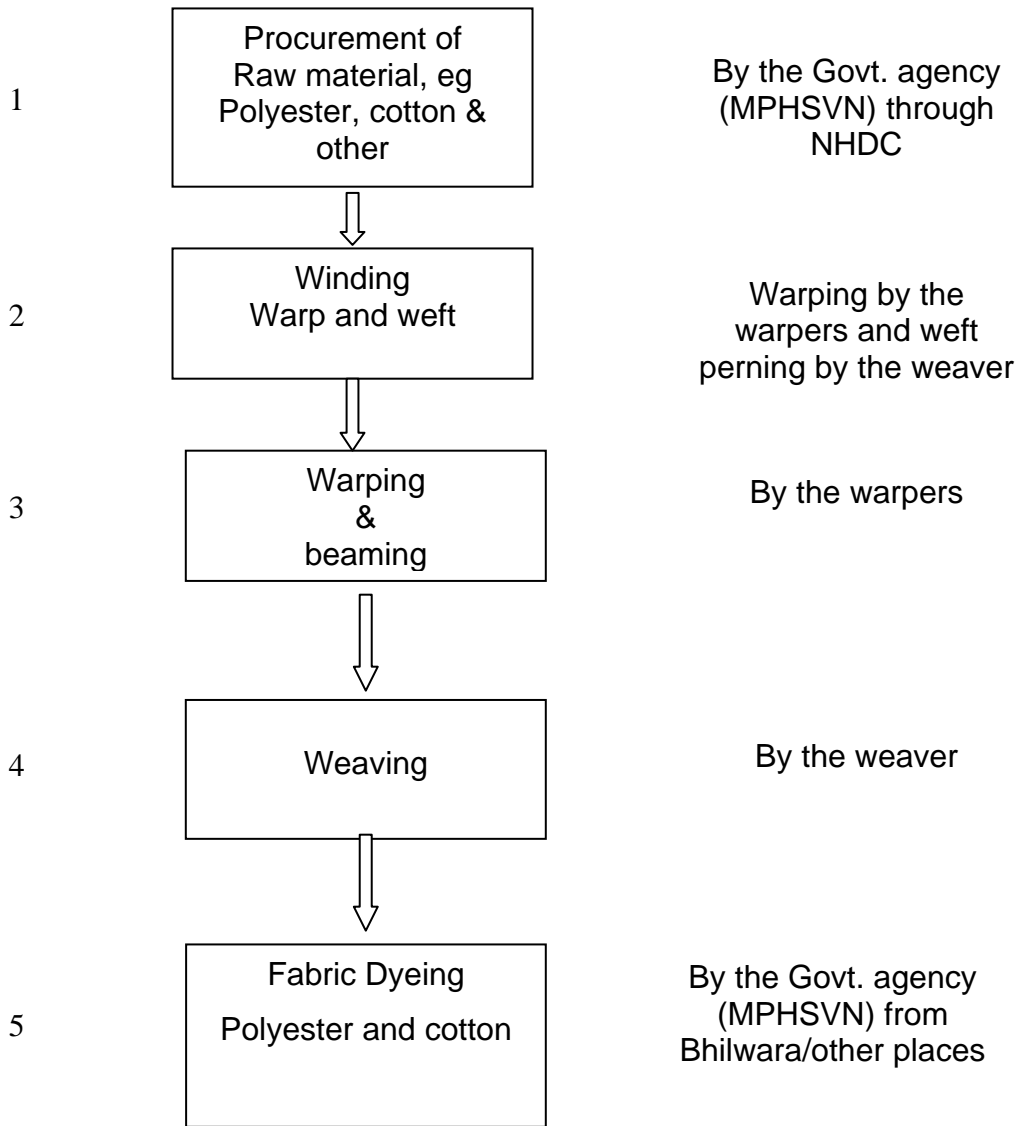 1
Procurement of
Raw material, eg
Polyester, cotton &
other
By the Govt. agency
(MPHSVN) through
NHDC
2
Winding
Warp and weft
Warping by the
warpers and weft
perning by the weaver
3
Warping
&
beaming
By the warpers
4
Weaving
By the weaver
5
Fabric Dyeing
Polyester and cotton
By the Govt. agency
(MPHSVN) from
Bhilwara/other places